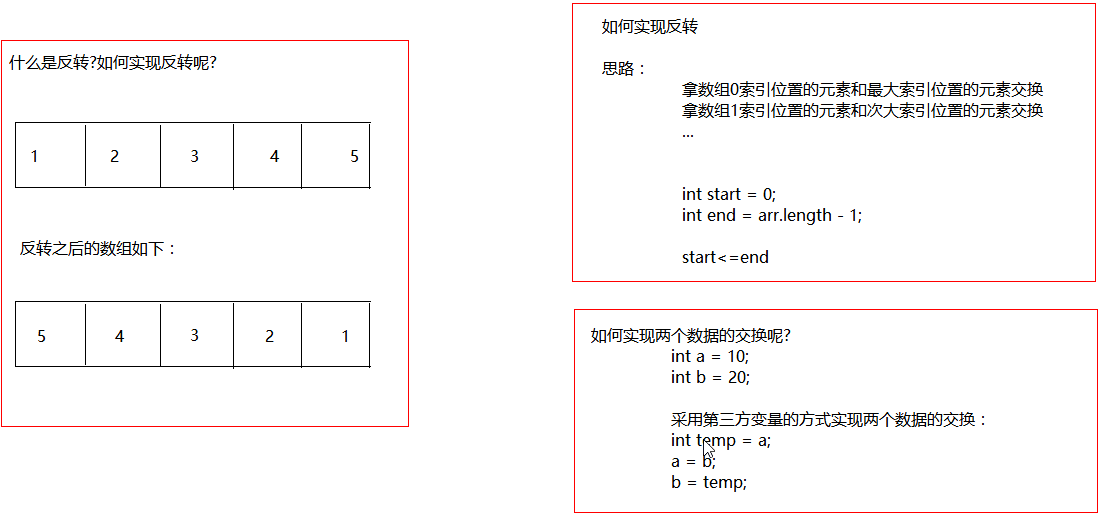 什么是反转?如何实现反转呢?
1 2 3 4 5
反转之后的数组如下：
5 4 3 2 1
如何实现反转
思路：
拿数组0索引位置的元素和最大索引位置的元素交换
拿数组1索引位置的元素和次大索引位置的元素交换
...
int start = 0;
int end = arr.length - 1;
start<=end
如何实现两个数据的交换呢?
int a = 10;
int b = 20;
采用第三方变量的方式实现两个数据的交换：
int temp = a;
a = b;
b = temp;